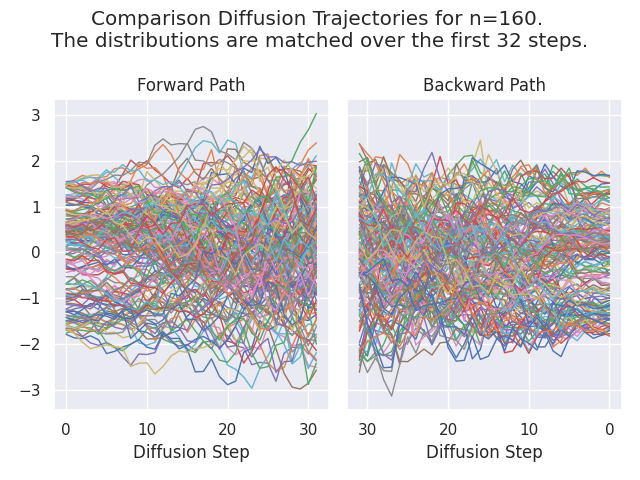 Comparison Diffusion Trajectories for n=160.
The distributions are matched over the first 32 steps.
Forward Path
Backward Path
3
2
1
0
−1
−2
−3
0 10 20 30
30 20 10 0
Diffusion Step
Diffusion Step